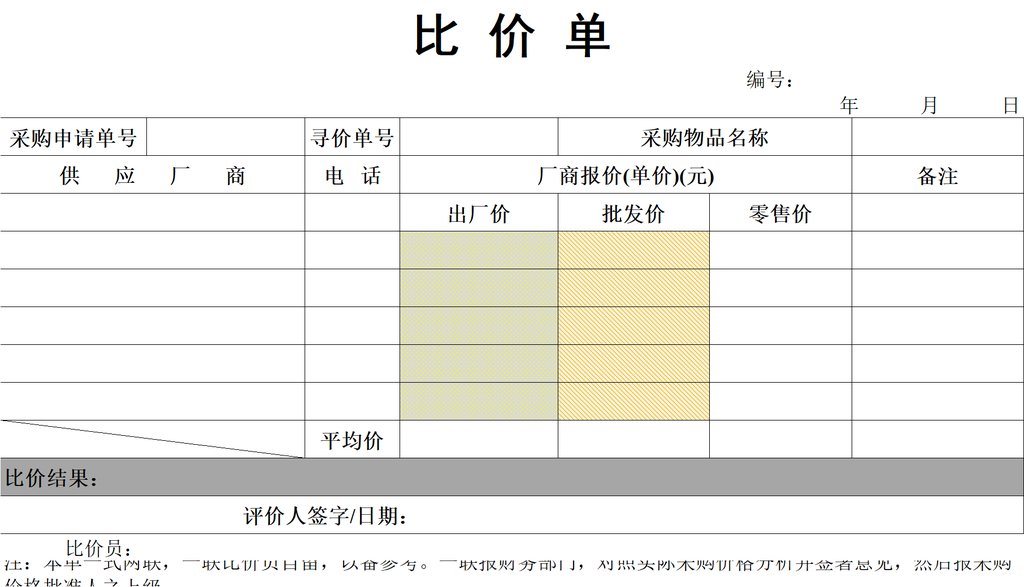 比 价 单
编号：
年 月 日
采购申请单号 寻价单号 采购物品名称
供 应 厂 商 电 话 厂商报价(单价)(元) 备注
出厂价 批发价 零售价
平均价
比价结果：
评价人签字/日期：
比价员：
注：本单一式两联，一联比价员自留，以备参考。一联报财务部门，对照实际采购价格分析并签署意见，然后报采购
价格批准人之上级